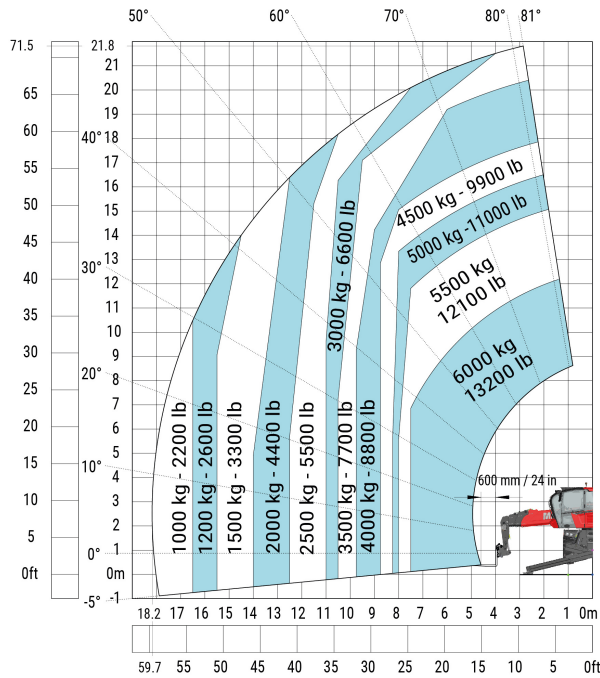 50°
60°
70°
80°
81°
71.5
21.8
21
65
20
19
60
40°
18
55
17
16
50
15
45
14
13
40
30°
12
35
11
10
30
9
25
20°
8
7
20
6
5
15
10°
4
3
10
2
5
0°
1
0ft
0m
-5°
-1
1000 kg - 2200 lb
1200 kg - 2600 lb
1500 kg - 3300 lb
2000 kg - 4400 lb
2500 kg - 5500 lb
3000 kg - 6600 lb
3500 kg - 7700 lb
4000 kg - 8800 lb
4500 kg - 9900 lb
5000 kg -11000 lb
5500 kg
12100 lb
6000 kg
13200 lb
600 mm / 24 in
18.2 17 16 15 14 13 12 11 10 9 8 7 6 5 4 3 2 1 0m
59.7 55 50 45 40 35 30 25 20 15 10 5 0ft